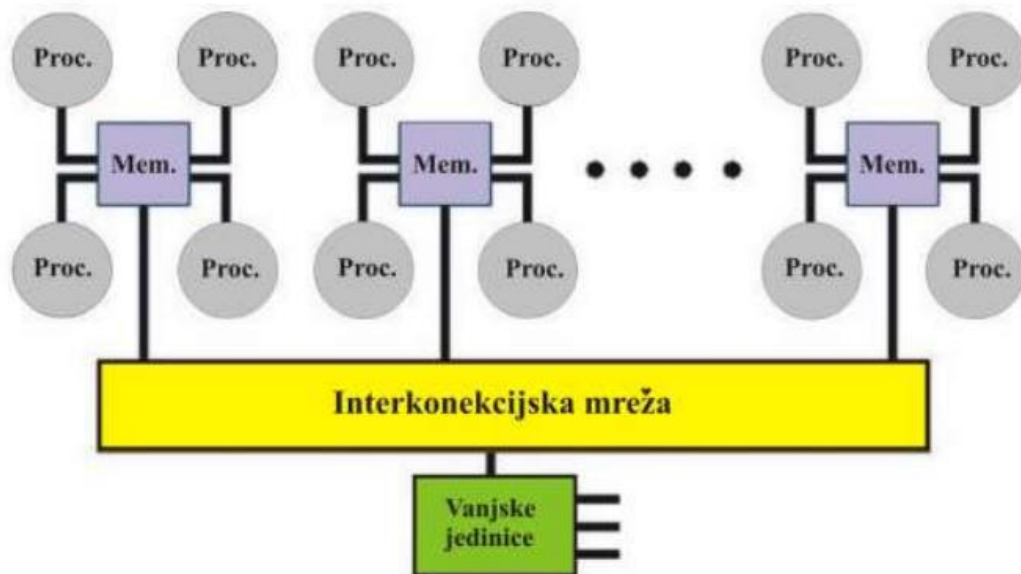 Proc. Proc. Proc. Proc. Proc. Proc.
Mem. Mem. Mem.
Proc. Proc. Proc. Proc. Proc. Proc.
Interkonekcijska mreža
Vanjske
jedinice